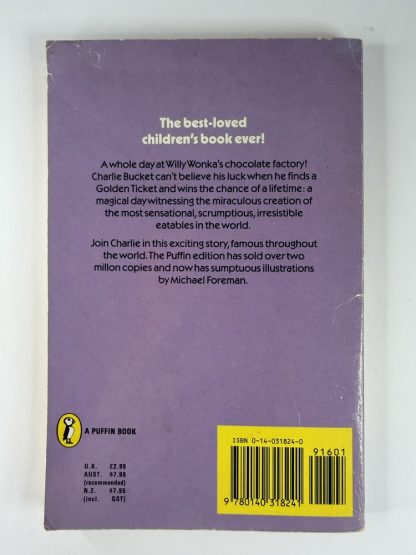 The best-loved
children's book ever!
A whole day at Willy Wonka's chocolate factory!
Charlie Bucket can't believe his luck when he finds a
Golden Ticket and wins the chance of a lifetime: a
magical day witnessing the miraculous creation of
the most sensational, scrumptious, irresistible
eatables in the world.
Join Charlie in this exciting story, famous throughout
the world. The Puffin edition has sold over two
millon copies and now has sumptuous illustrations
by Michael Foreman.
A PUFFIN BOOK
U.K. £2.99
AUST. $7.99
(recommended)
N.Z. $7.95
(incl. GST)
ISBN 0-14-031824-0
91601
9 780140 318241